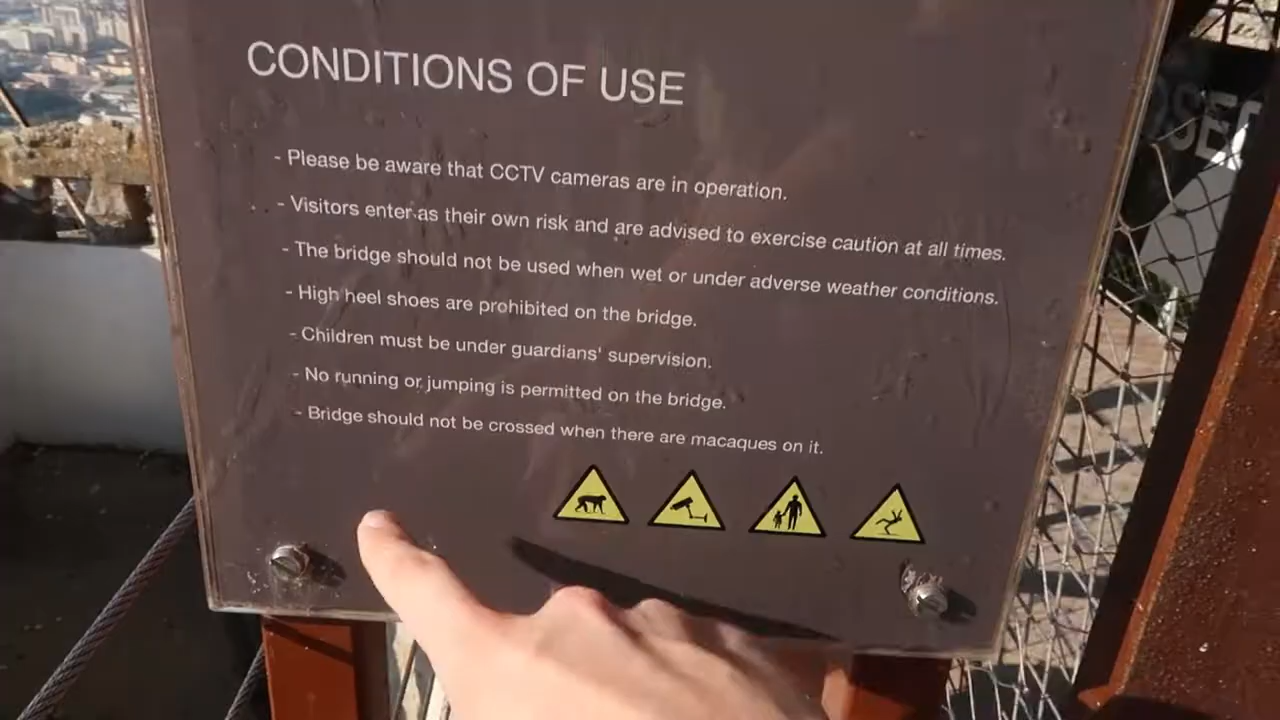 CONDITIONS OF USE
- Please be aware that CCTV cameras are in operation.
- Visitors enter as their own risk and are advised to exercise caution at all times.
- The bridge should not be used when wet or under adverse weather conditions.
- High heel shoes are prohibited on the bridge.
- Children must be under guardians' supervision.
- No running or jumping is permitted on the bridge.
- Bridge should not be crossed when there are macaques on it.